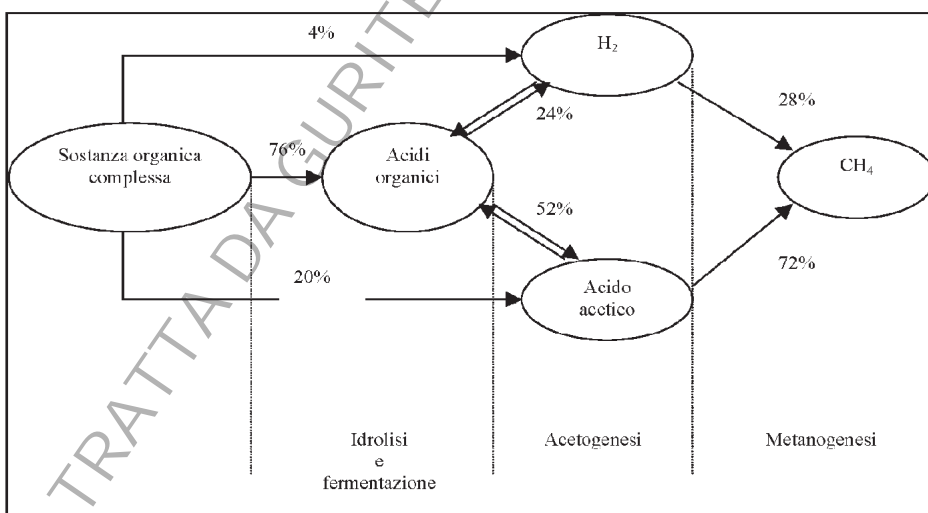 4%
H₂
24%
28%
Sostanza organica
complessa
76%
Acidi
organici
CH₄
52%
20%
Acido
acetico
72%
Idrolisi
e
fermentazione
Acetogenesi
Metanogenesi
TRATTA DA GURITE